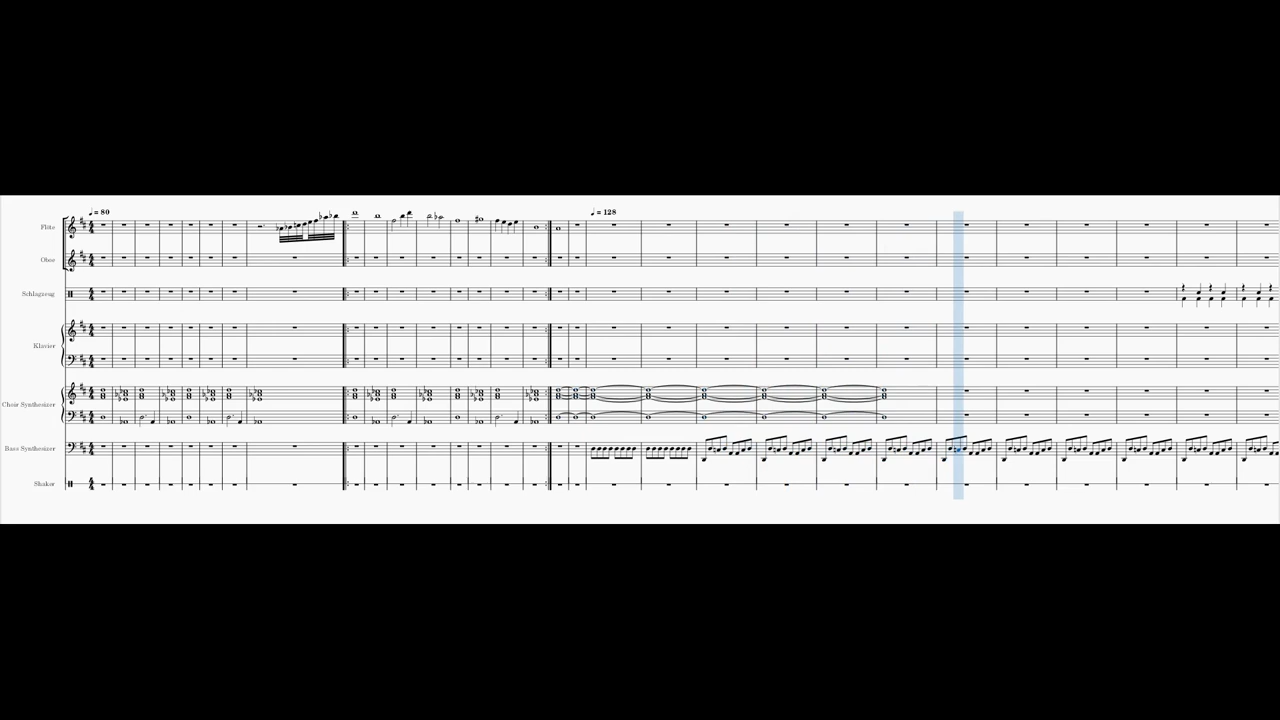 ♩ = 80
♩ = 128
Flöte
Oboe
Schlagzeug
Klavier
Choir Synthesizer
Bass Synthesizer
Shaker